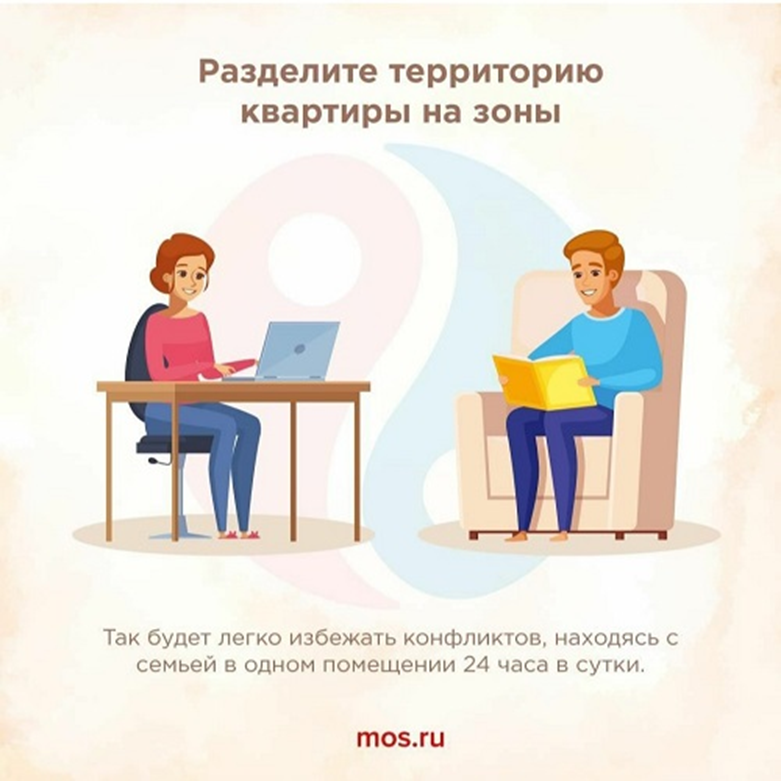 Разделите территорию
квартиры на зоны
Так будет легко избежать конфликтов, находясь с
семьей в одном помещении 24 часа в сутки.
mos.ru